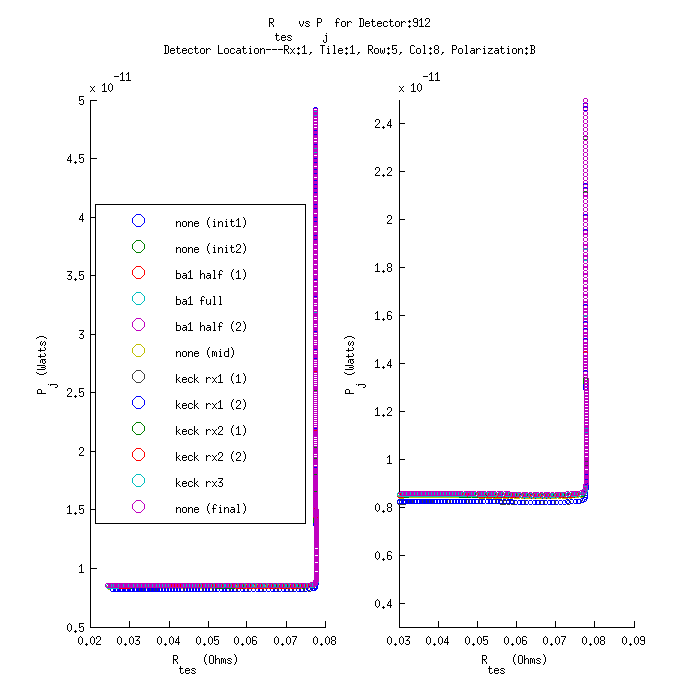 R_tes vs P_j for Detector:912
Detector Location---Rx:1, Tile:1, Row:5, Col:8, Polarization:B
x 10^-11
5
4.5
4
3.5
3
2.5
2
1.5
1
0.5
P_j (Watts)
none (init1)
none (init2)
ba1 half (1)
ba1 full
ba1 half (2)
none (mid)
keck rx1 (1)
keck rx1 (2)
keck rx2 (1)
keck rx2 (2)
keck rx3
none (final)
0.02 0.03 0.04 0.05 0.06 0.07 0.08
R_tes (Ohms)
x 10^-11
2.4
2.2
2
1.8
1.6
1.4
1.2
1
0.8
0.6
0.4
P_j (Watts)
0.03 0.04 0.05 0.06 0.07 0.08 0.09
R_tes (Ohms)